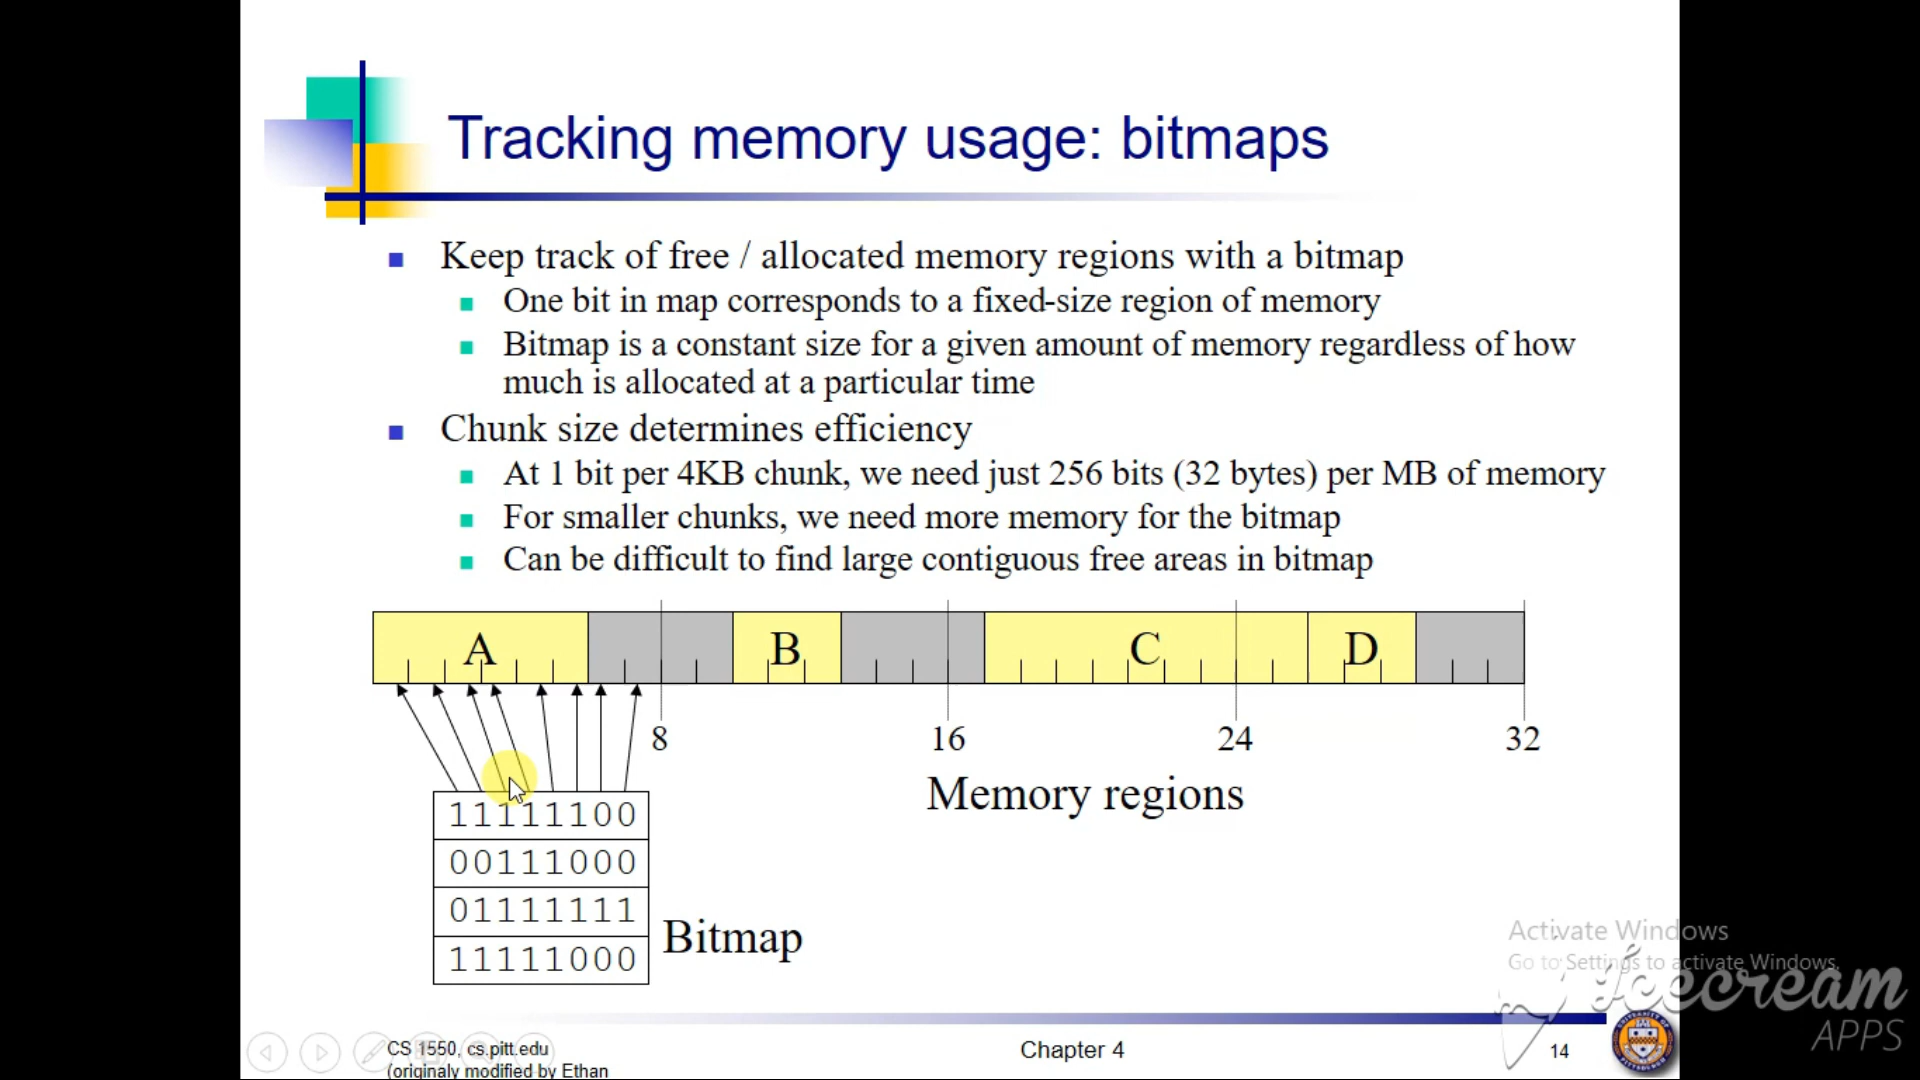 Tracking memory usage: bitmaps
Keep track of free / allocated memory regions with a bitmap
One bit in map corresponds to a fixed-size region of memory
Bitmap is a constant size for a given amount of memory regardless of how
much is allocated at a particular time
Chunk size determines efficiency
At 1 bit per 4KB chunk, we need just 256 bits (32 bytes) per MB of memory
For smaller chunks, we need more memory for the bitmap
Can be difficult to find large contiguous free areas in bitmap
A B C D
8 16 24 32
Memory regions
11111100
00111000
01111111
11111000
Bitmap
Activate Windows
Go to Settings to activate Windows.
icecream
APPS
CS 1550, cs.pitt.edu
(originaly modified by Ethan
Chapter 4
14